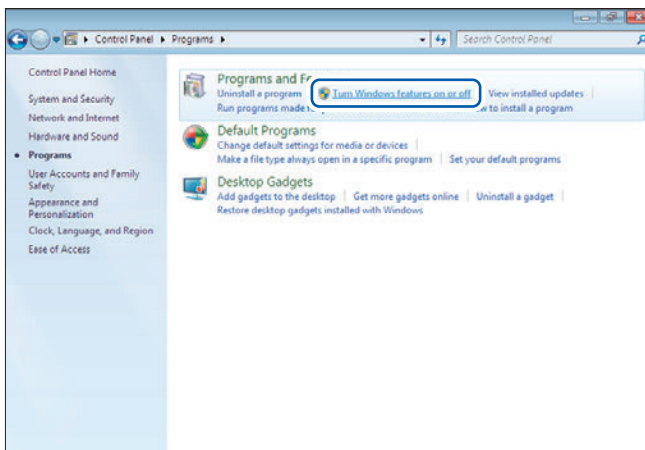 Control Panel ▸ Programs ▸
Search Control Panel
Control Panel Home
System and Security
Network and Internet
Hardware and Sound
Programs
User Accounts and Family
Safety
Appearance and
Personalization
Clock, Language, and Region
Ease of Access
Programs and Fe
Uninstall a program
Turn Windows features on or off
View installed updates
Run programs made f
w to install a program
Default Programs
Change default settings for media or devices
Make a file type always open in a specific program
Set your default programs
Desktop Gadgets
Add gadgets to the desktop
Get more gadgets online
Uninstall a gadget
Restore desktop gadgets installed with Windows